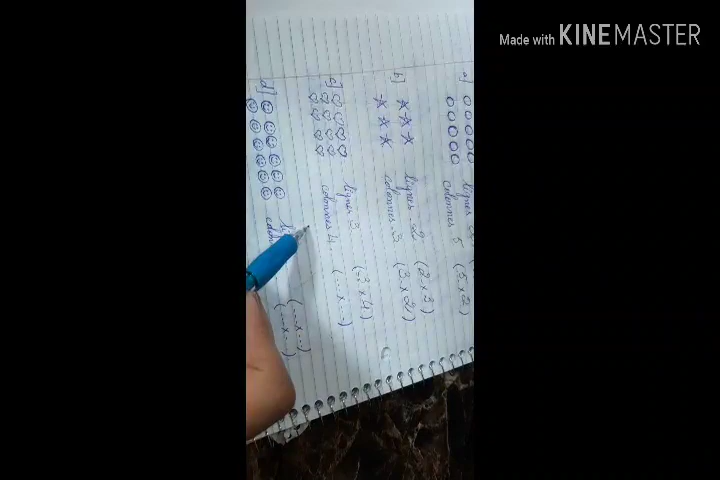 Made with KINEMASTER
a)
lignes
colonnes 5 (5 x 2)
b)
lignes. 2 (2 x 3)
colonnes. 3 (3 x 2)
c)
lignes 3 (3 x 4)
colonnes 4. (... x ...)
d)
(... x ...)
(... x ...)